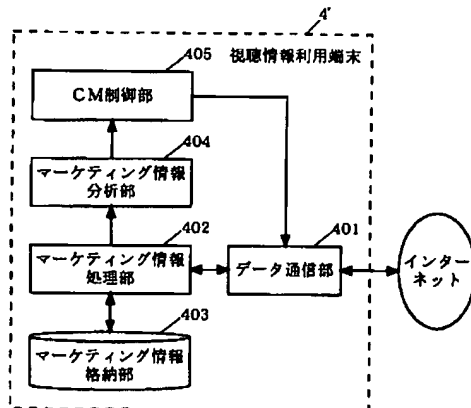 4'
405
視聴情報利用端末
CM制御部
404
マーケティング情報
分析部
402
マーケティング情報
処理部
401
データ通信部
インター
ネット
403
マーケティング情報
格納部